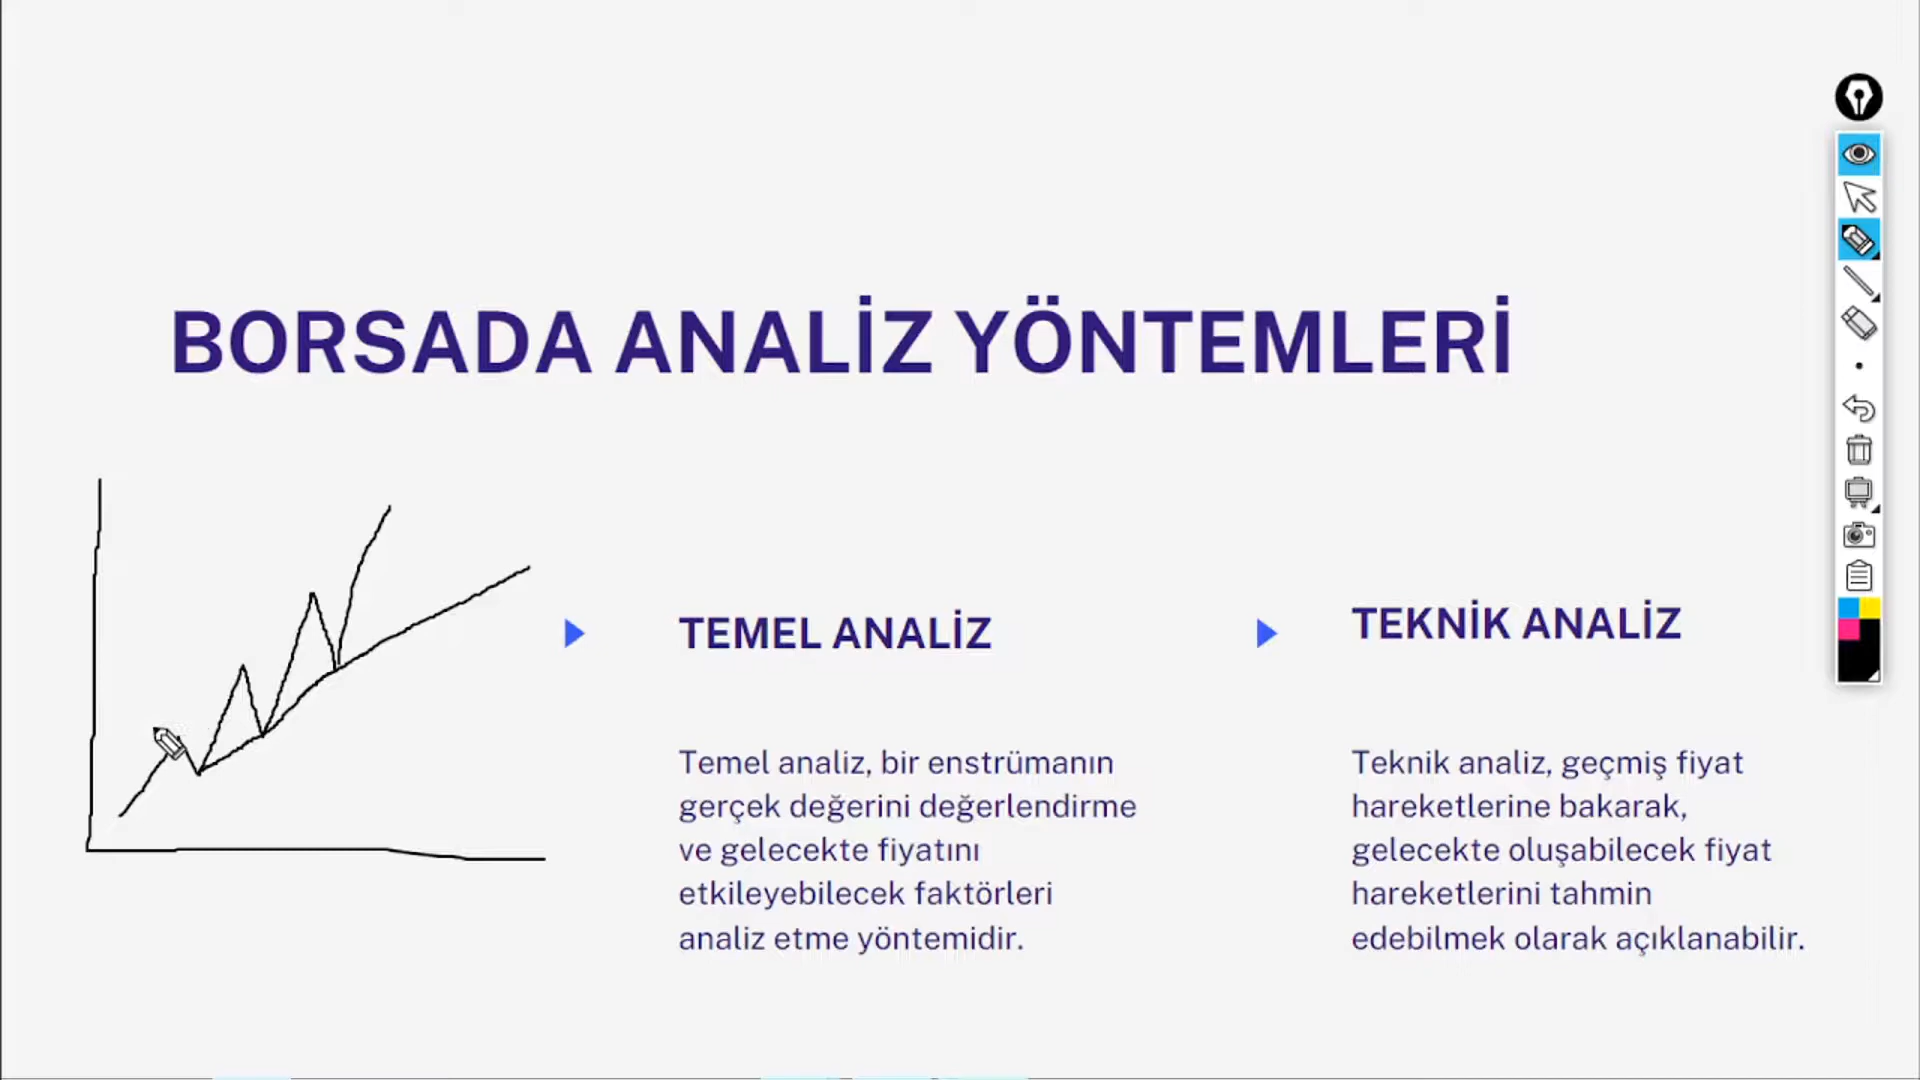 BORSADA ANALİZ YÖNTEMLERİ
TEMEL ANALİZ
Temel analiz, bir enstrümanın
gerçek değerini değerlendirme
ve gelecekte fiyatını
etkileyebilecek faktörleri
analiz etme yöntemidir.
TEKNİK ANALİZ
Teknik analiz, geçmiş fiyat
hareketlerine bakarak,
gelecekte oluşabilecek fiyat
hareketlerini tahmin
edebilmek olarak açıklanabilir.